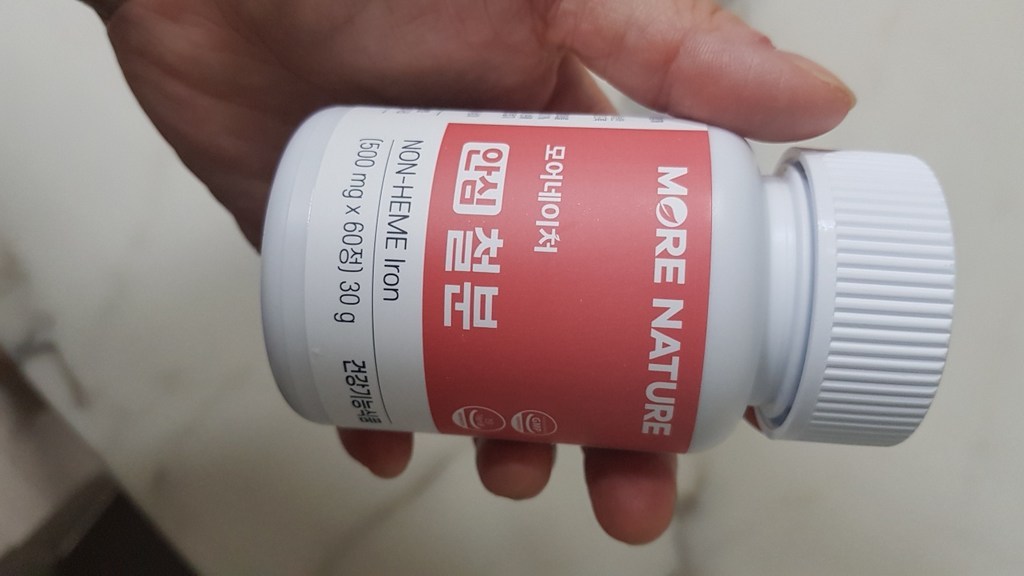 MORE NATURE
모어네이처
안심 철분
NON-HEME Iron
(500 mg x 60정) 30 g
건강기능식품
GMP